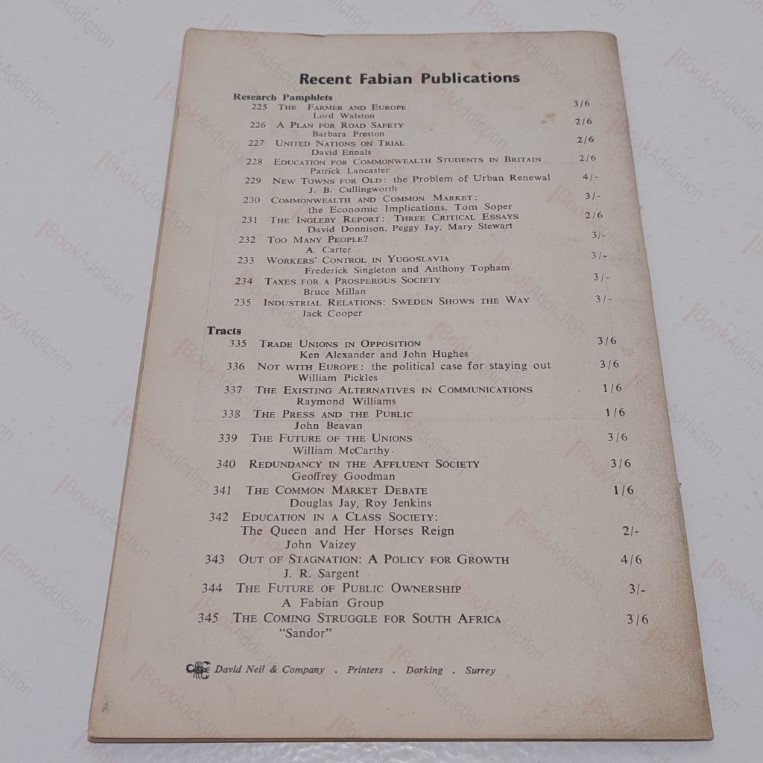 Recent Fabian Publications
Research Pamphlets
225 THE FARMER AND EUROPE 3/6
Lord Walston
226 A PLAN FOR ROAD SAFETY 2/6
Barbara Preston
227 UNITED NATIONS ON TRIAL 2/6
David Ennals
228 EDUCATION FOR COMMONWEALTH STUDENTS IN BRITAIN 2/6
Patrick Lancaster
229 NEW TOWNS FOR OLD: the Problem of Urban Renewal 4/-
J. B. Cullingworth
230 COMMONWEALTH AND COMMON MARKET: 3/-
the Economic Implications. Tom Soper
231 THE INGLEBY REPORT: THREE CRITICAL ESSAYS 2/6
David Donnison, Peggy Jay, Mary Stewart
232 TOO MANY PEOPLE? 3/-
A. Carter
233 WORKERS' CONTROL IN YUGOSLAVIA 3/-
Frederick Singleton and Anthony Topham
234 TAXES FOR A PROSPEROUS SOCIETY 3/-
Bruce Millan
235 INDUSTRIAL RELATIONS: SWEDEN SHOWS THE WAY 3/-
Jack Cooper
Tracts
335 TRADE UNIONS IN OPPOSITION 3/6
Ken Alexander and John Hughes
336 NOT WITH EUROPE: the political case for staying out 3/6
William Pickles
337 THE EXISTING ALTERNATIVES IN COMMUNICATIONS 1/6
Raymond Williams
338 THE PRESS AND THE PUBLIC 1/6
John Beavan
339 THE FUTURE OF THE UNIONS 3/6
William McCarthy
340 REDUNDANCY IN THE AFFLUENT SOCIETY 3/6
Geoffrey Goodman
341 THE COMMON MARKET DEBATE 1/6
Douglas Jay, Roy Jenkins
342 EDUCATION IN A CLASS SOCIETY:
The Queen and Her Horses Reign 2/-
John Vaizey
343 OUT OF STAGNATION: A POLICY FOR GROWTH 4/6
J. R. Sargent
344 THE FUTURE OF PUBLIC OWNERSHIP 3/-
A Fabian Group
345 THE COMING STRUGGLE FOR SOUTH AFRICA 3/6
"Sandor"
David Neil & Company . Printers . Dorking . Surrey
BookAddiction